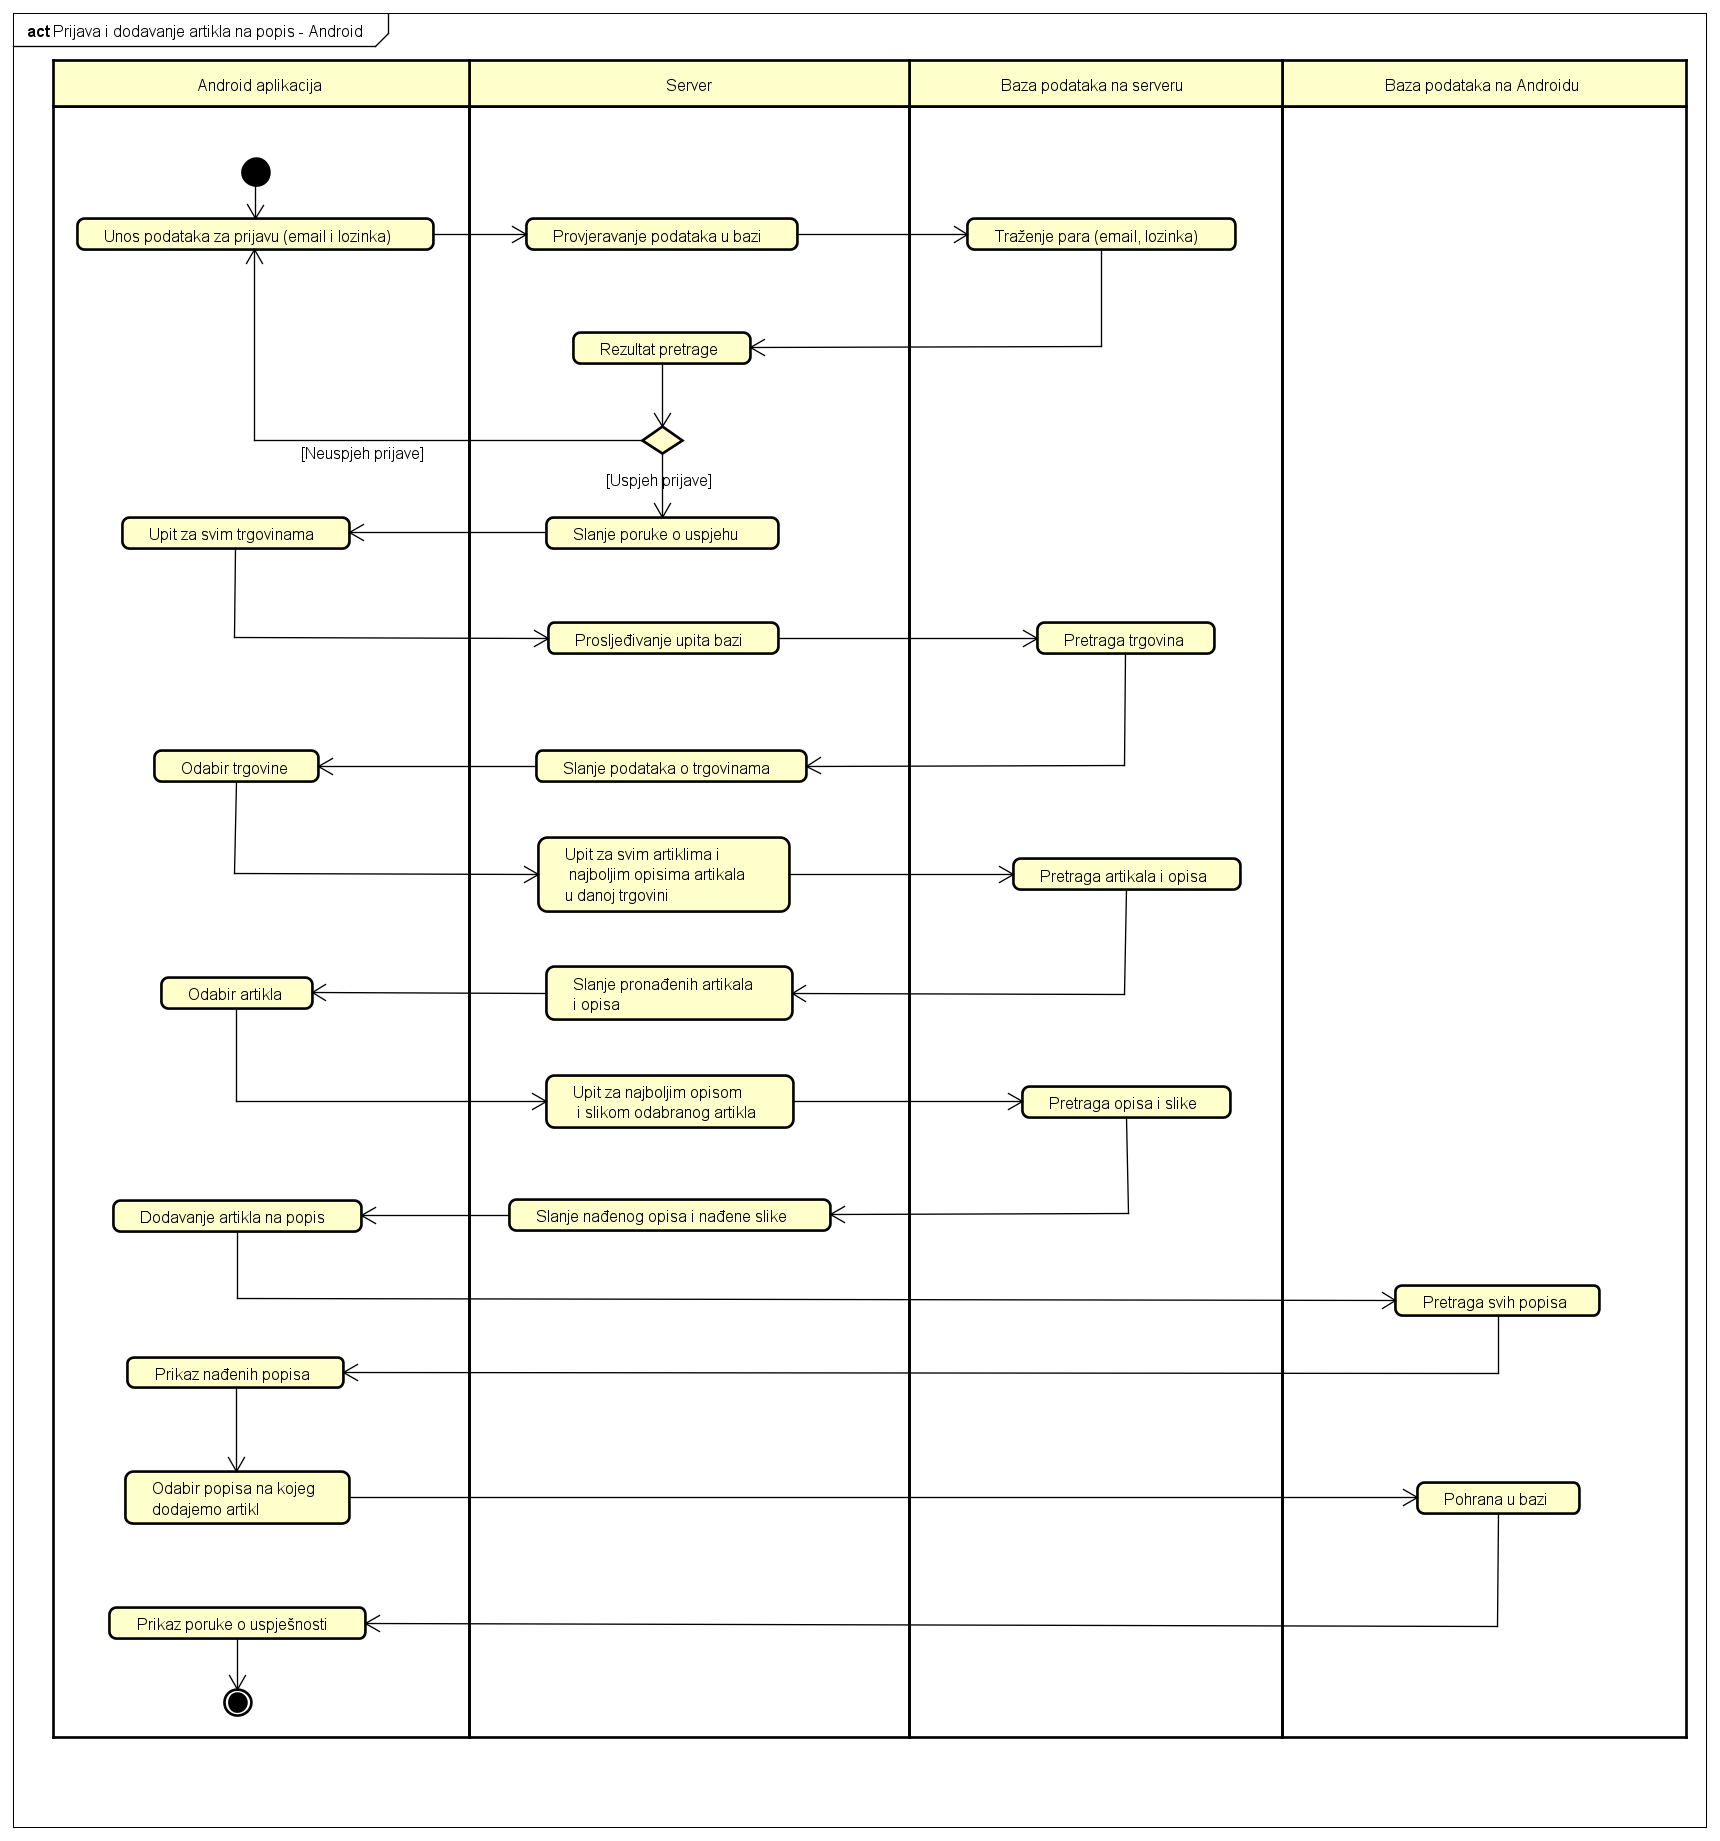 act Prijava i dodavanje artikla na popis - Android
Android aplikacija
Server
Baza podataka na serveru
Baza podataka na Androidu
Unos podataka za prijavu (email i lozinka)
Provjeravanje podataka u bazi
Traženje para (email, lozinka)
Rezultat pretrage
[Neuspjeh prijave]
[Uspjeh prijave]
Upit za svim trgovinama
Slanje poruke o uspjehu
Prosljeđivanje upita bazi
Pretraga trgovina
Odabir trgovine
Slanje podataka o trgovinama
Upit za svim artiklima i
najboljim opisima artikala
u danoj trgovini
Pretraga artikala i opisa
Odabir artikla
Slanje pronađenih artikala
i opisa
Upit za najboljim opisom
i slikom odabranog artikla
Pretraga opisa i slike
Dodavanje artikla na popis
Slanje nađenog opisa i nađene slike
Pretraga svih popisa
Prikaz nađenih popisa
Odabir popisa na kojeg
dodajemo artikl
Pohrana u bazi
Prikaz poruke o uspješnosti